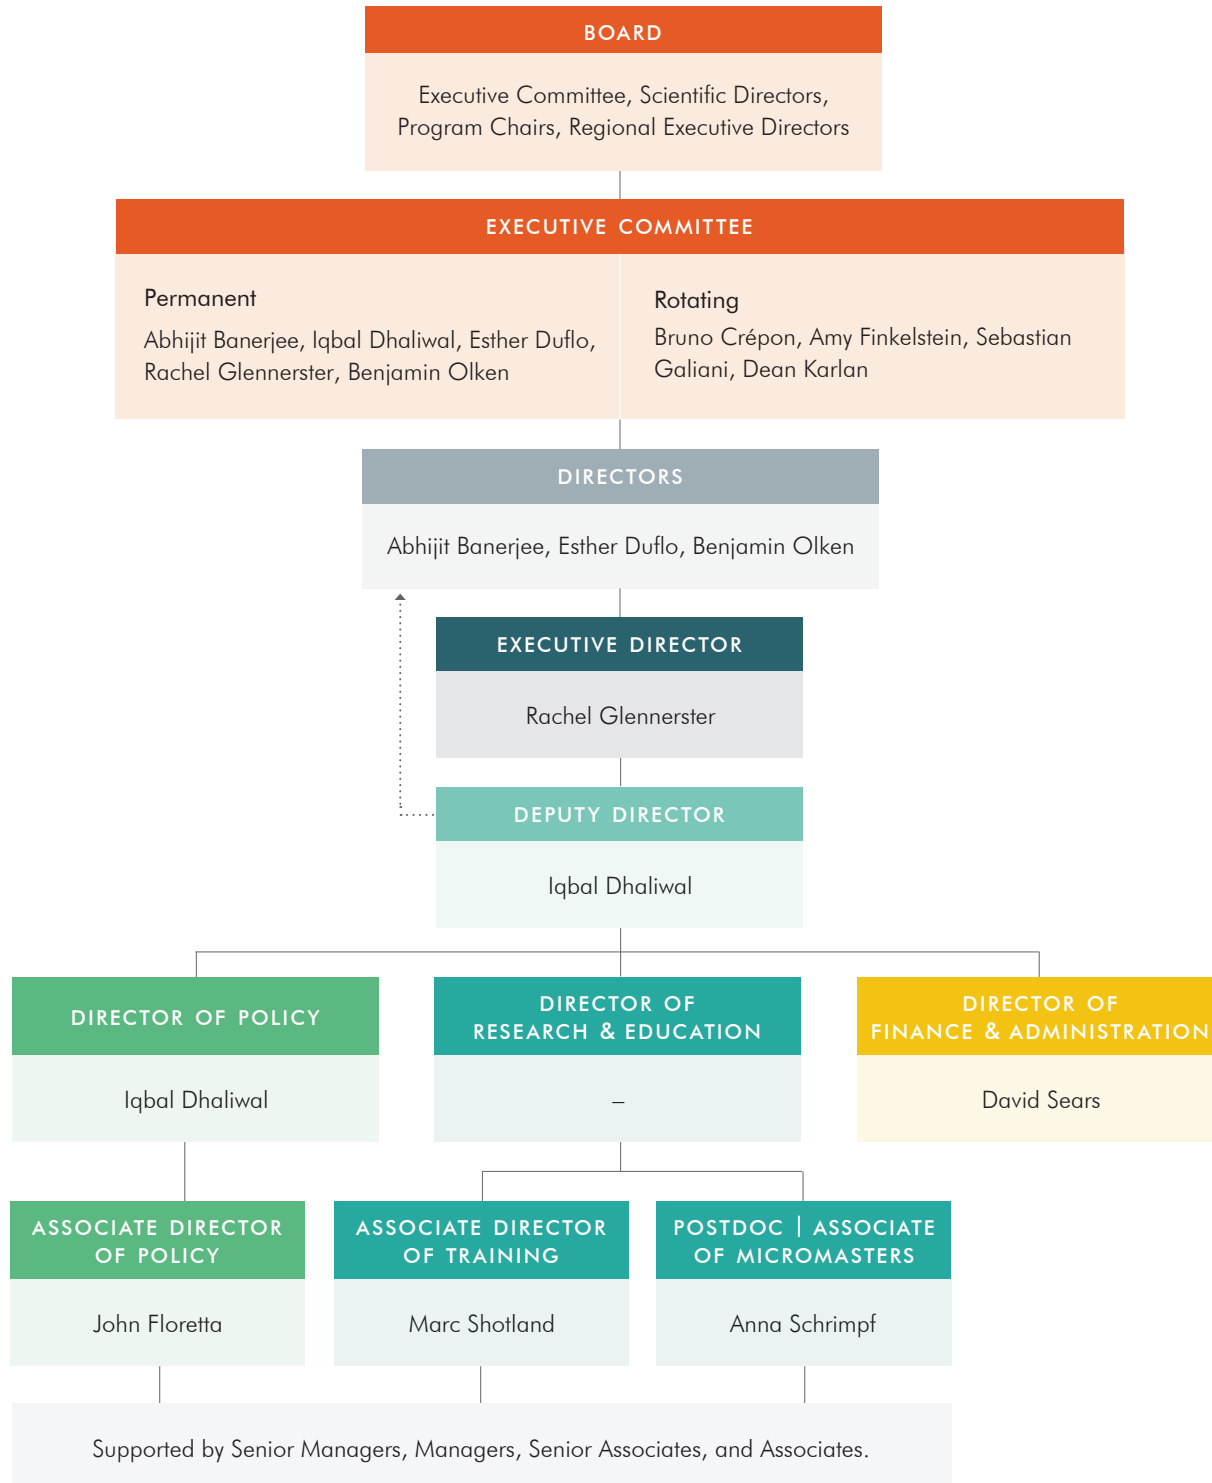 BOARD
Executive Committee, Scientific Directors,
Program Chairs, Regional Executive Directors
EXECUTIVE COMMITTEE
Permanent
Abhijit Banerjee, Iqbal Dhaliwal, Esther Duflo,
Rachel Glennerster, Benjamin Olken
Rotating
Bruno Crépon, Amy Finkelstein, Sebastian
Galiani, Dean Karlan
DIRECTORS
Abhijit Banerjee, Esther Duflo, Benjamin Olken
EXECUTIVE DIRECTOR
Rachel Glennerster
DEPUTY DIRECTOR
Iqbal Dhaliwal
DIRECTOR OF POLICY
Iqbal Dhaliwal
DIRECTOR OF
RESEARCH & EDUCATION
–
DIRECTOR OF
FINANCE & ADMINISTRATION
David Sears
ASSOCIATE DIRECTOR
OF POLICY
John Floretta
ASSOCIATE DIRECTOR
OF TRAINING
Marc Shotland
POSTDOC | ASSOCIATE
OF MICROMASTERS
Anna Schrimpf
Supported by Senior Managers, Managers, Senior Associates, and Associates.